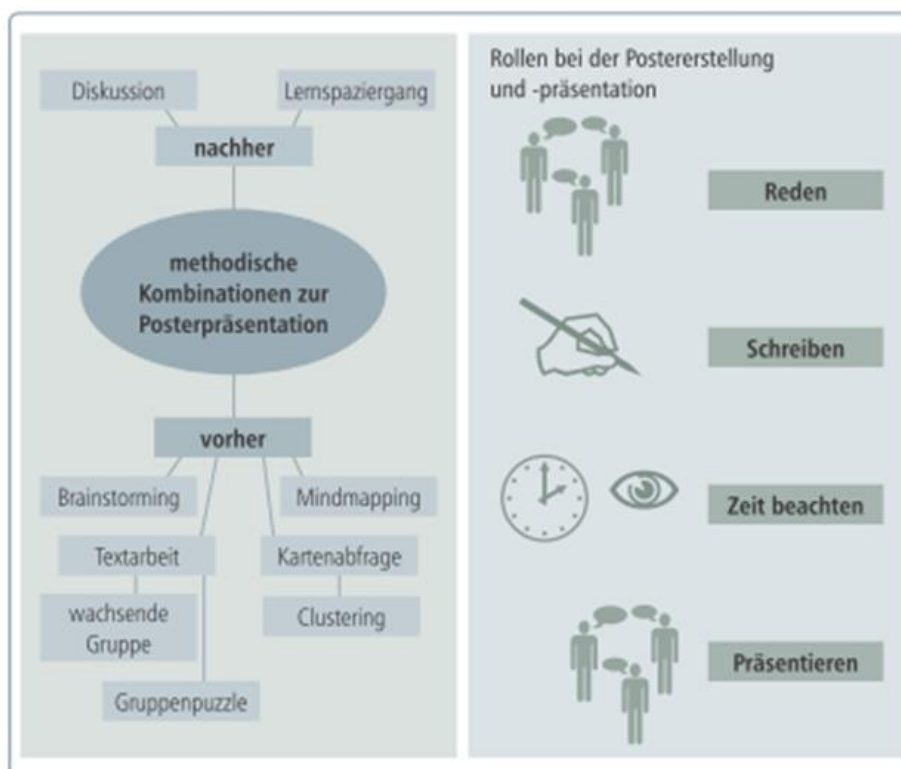 Diskussion
Lernspaziergang
nachher
methodische
Kombinationen zur
Posterpräsentation
vorher
Brainstorming
Mindmapping
Textarbeit
Kartenabfrage
wachsende
Gruppe
Clustering
Gruppenpuzzle
Rollen bei der Postererstellung
und -präsentation
Reden
Schreiben
Zeit beachten
Präsentieren